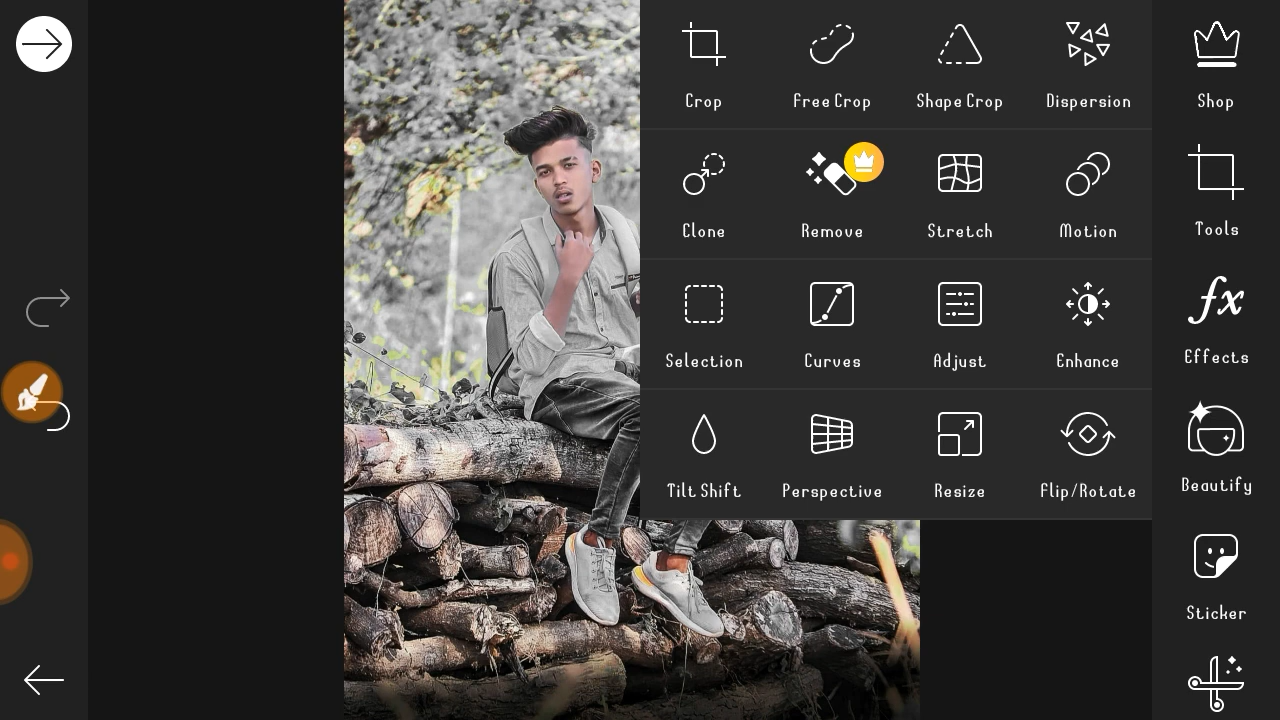 Crop Free Crop Shape Crop Dispersion Shop
Clone Remove Stretch Motion Tools
Selection Curves Adjust Enhance Effects
Tilt Shift Perspective Resize Flip/Rotate Beautify
Sticker